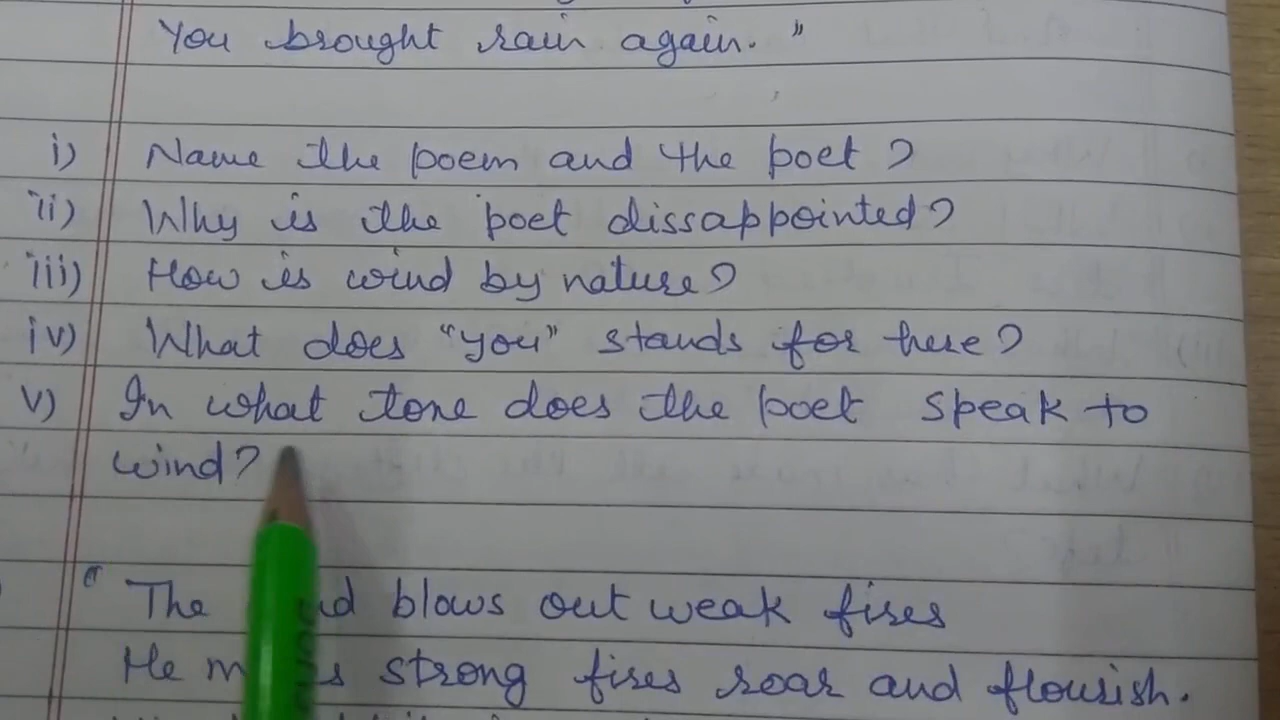 You brought rain again."
i) Name the poem and the poet?
ii) Why is the poet dissappointed?
iii) How is wind by nature?
iv) What does "you" stands for here?
v) In what tone does the poet speak to
wind?
" The blows out weak fires
He strong fires roar and flourish.